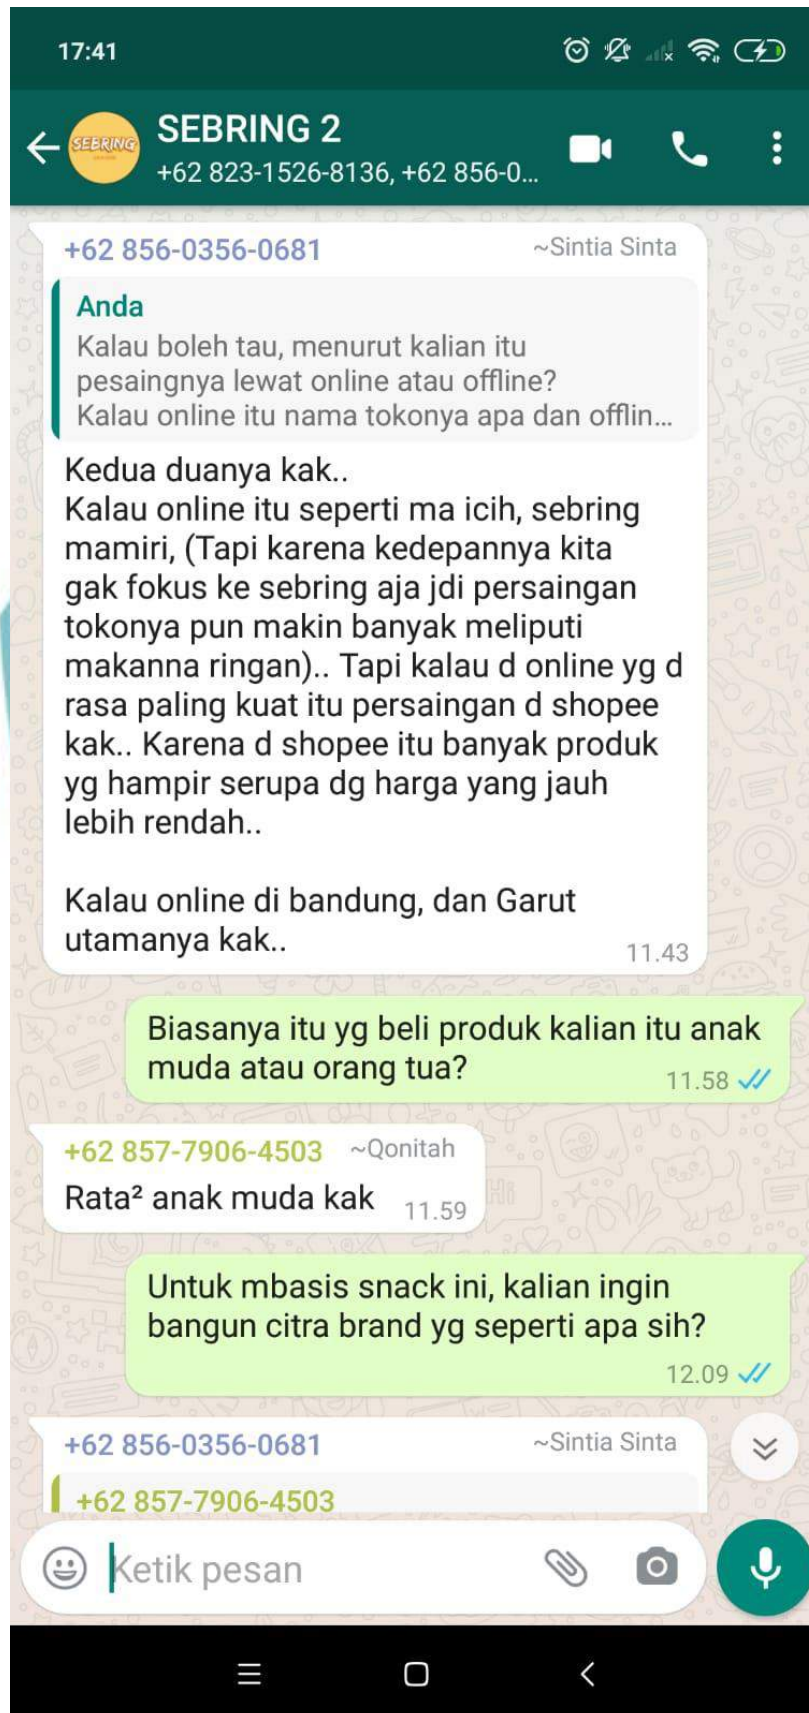 17:41
SEBRING
SEBRING 2
+62 823-1526-8136, +62 856-0...
+62 856-0356-0681 ~Sintia Sinta
Anda
Kalau boleh tau, menurut kalian itu
pesaingnya lewat online atau offline?
Kalau online itu nama tokonya apa dan offlin...
Kedua duanya kak..
Kalau online itu seperti ma icih, sebring
mamiri, (Tapi karena kedepannya kita
gak fokus ke sebring aja jdi persaingan
tokonya pun makin banyak meliputi
makanna ringan).. Tapi kalau d online yg d
rasa paling kuat itu persaingan d shopee
kak.. Karena d shopee itu banyak produk
yg hampir serupa dg harga yang jauh
lebih rendah..
Kalau online di bandung, dan Garut
utamanya kak..
11.43
Biasanya itu yg beli produk kalian itu anak
muda atau orang tua?
11.58
+62 857-7906-4503 ~Qonitah
Rata² anak muda kak
11.59
Untuk mbasis snack ini, kalian ingin
bangun citra brand yg seperti apa sih?
12.09
+62 856-0356-0681 ~Sintia Sinta
+62 857-7906-4503
Ketik pesan